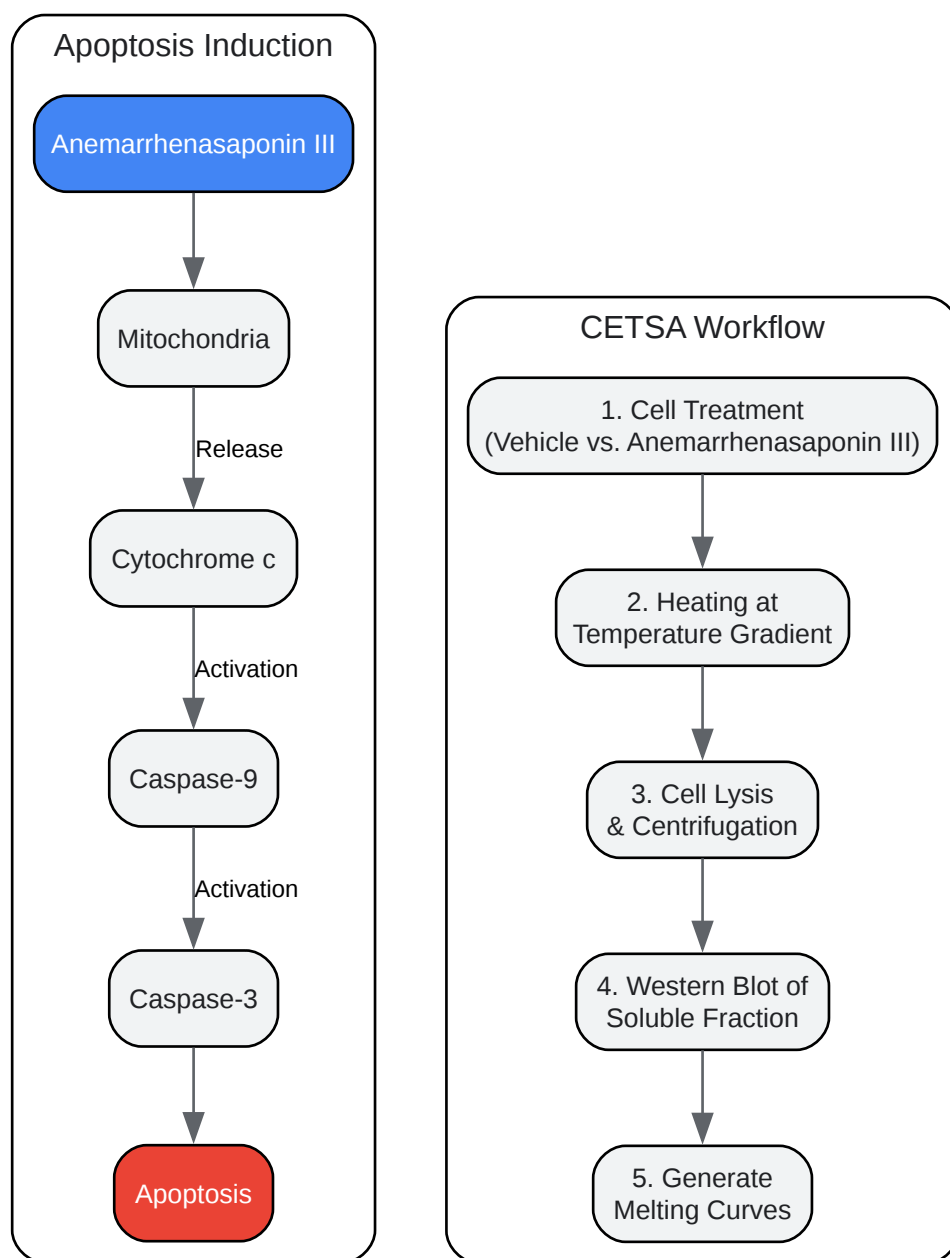 Apoptosis Induction
Anemarrhenasaponin III
Mitochondria
Release
Cytochrome c
Activation
Caspase-9
Activation
Caspase-3
Apoptosis
CETSA Workflow
1. Cell Treatment
(Vehicle vs. Anemarrhenasaponin III)
2. Heating at
Temperature Gradient
3. Cell Lysis
& Centrifugation
4. Western Blot of
Soluble Fraction
5. Generate
Melting Curves